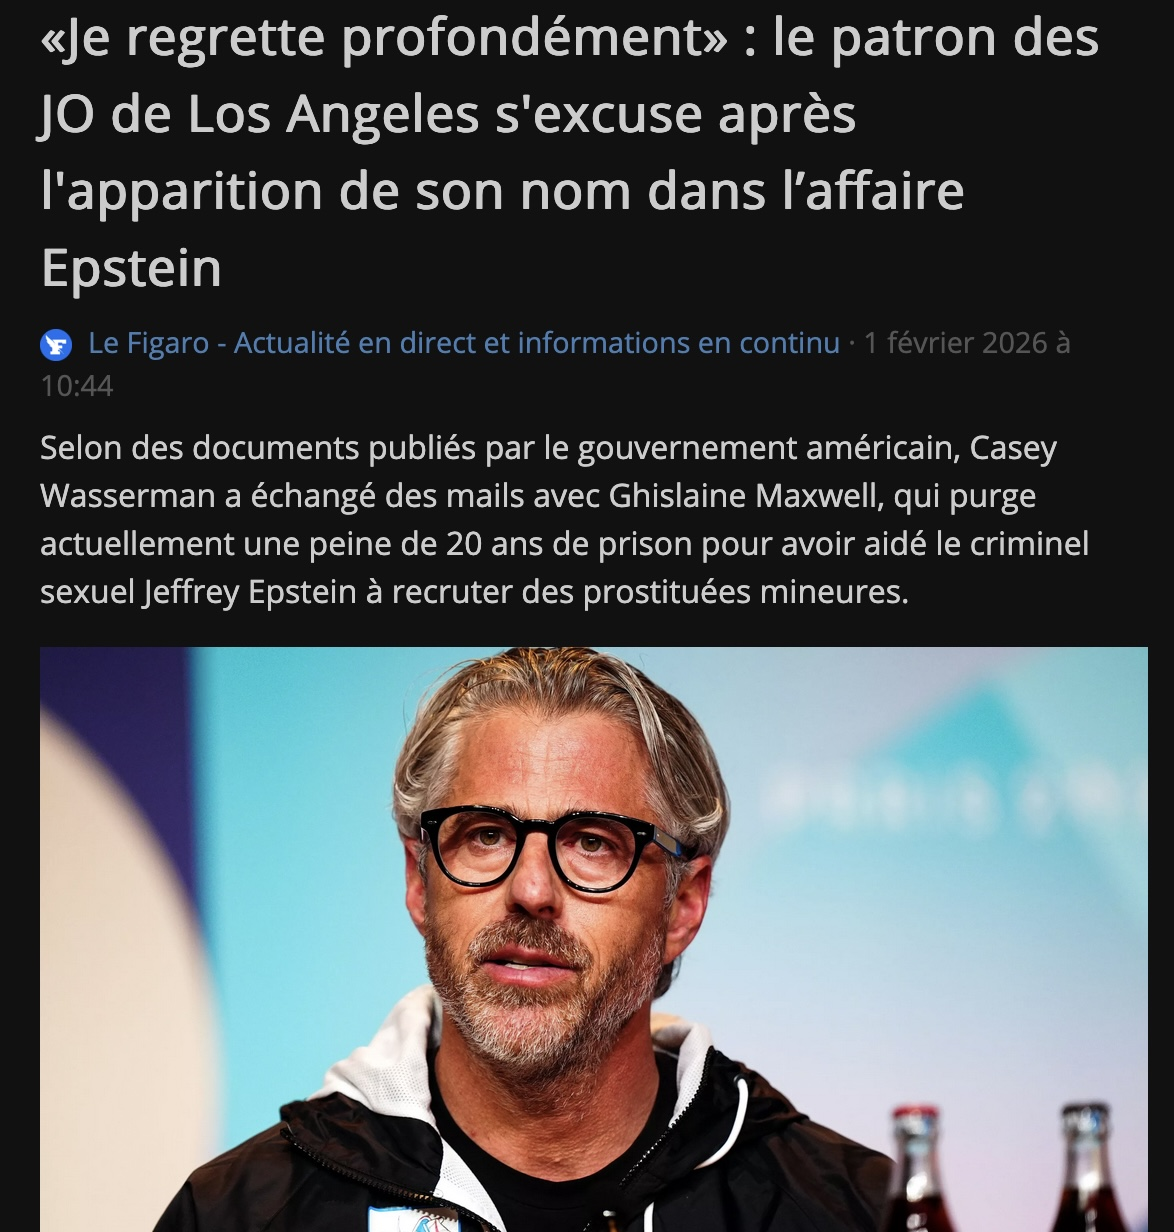 «Je regrette profondément» : le patron des
JO de Los Angeles s'excuse après
l'apparition de son nom dans l’affaire
Epstein
Le Figaro - Actualité en direct et informations en continu · 1 février 2026 à
10:44
Selon des documents publiés par le gouvernement américain, Casey
Wasserman a échangé des mails avec Ghislaine Maxwell, qui purge
actuellement une peine de 20 ans de prison pour avoir aidé le criminel
sexuel Jeffrey Epstein à recruter des prostituées mineures.